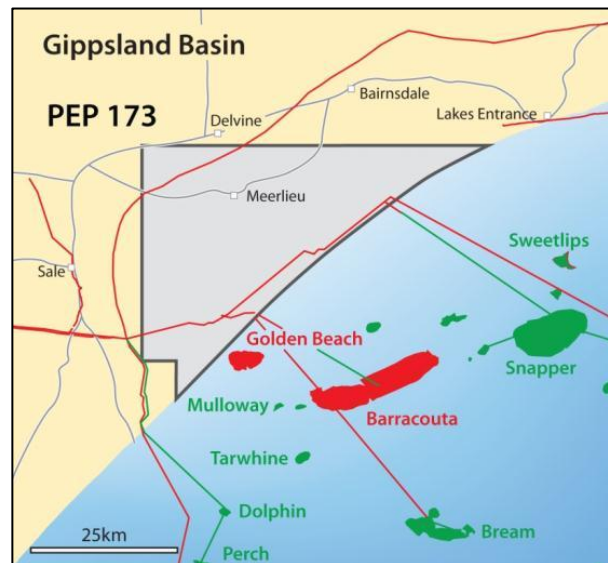 Gippsland Basin
PEP 173
Bairnsdale
Delvine
Lakes Entrance
Meerlieu
Sweetlips
Sale
Golden Beach
Snapper
Mulloway
Barracouta
Tarwhine
Dolphin
Bream
25km
Perch